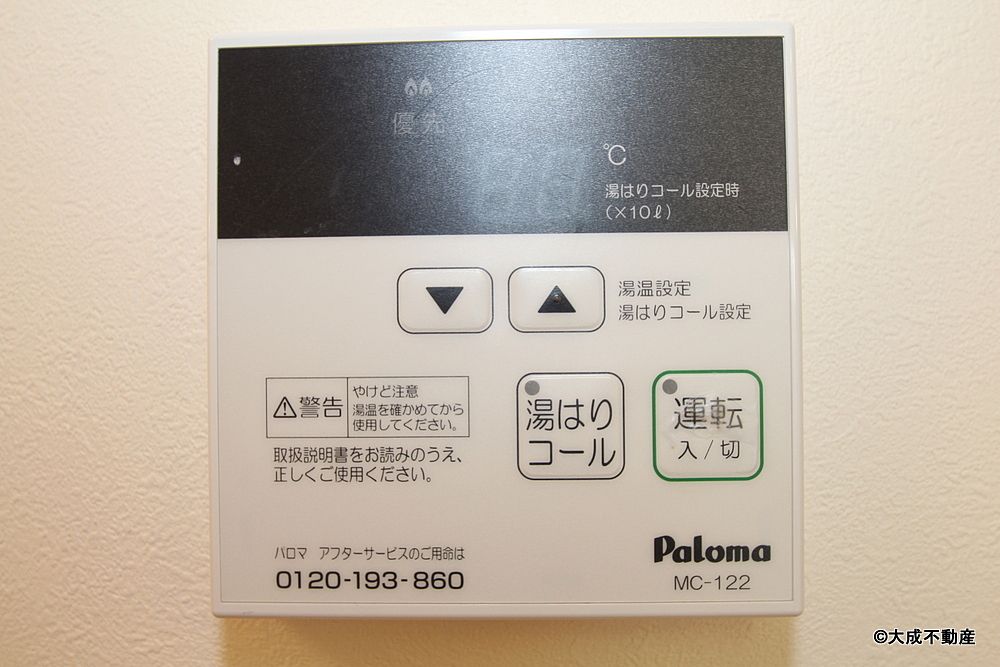 優先
℃
湯はりコール設定時
(×10ℓ)
▼
▲
湯温設定
湯はりコール設定
⚠警告
やけど注意
湯温を確かめてから
使用してください。
取扱説明書をお読みのうえ、
正しくご使用ください。
湯はり
コール
運転
入/切
パロマ アフターサービスのご用命は
0120-193-860
Paloma
MC-122
©大成不動産